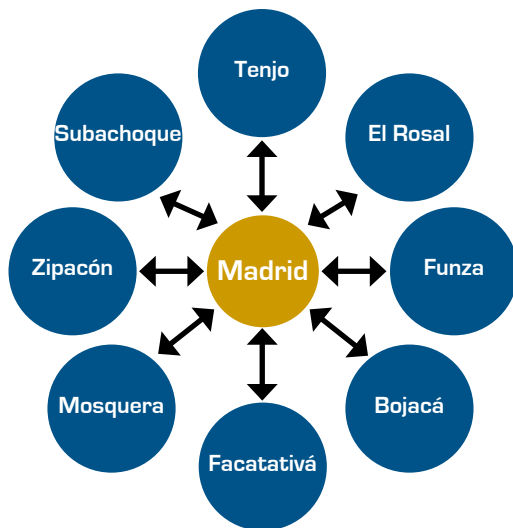 Tenjo
Subachoque
El Rosal
Zipacón
Madrid
Funza
Mosquera
Bojacá
Facatativá